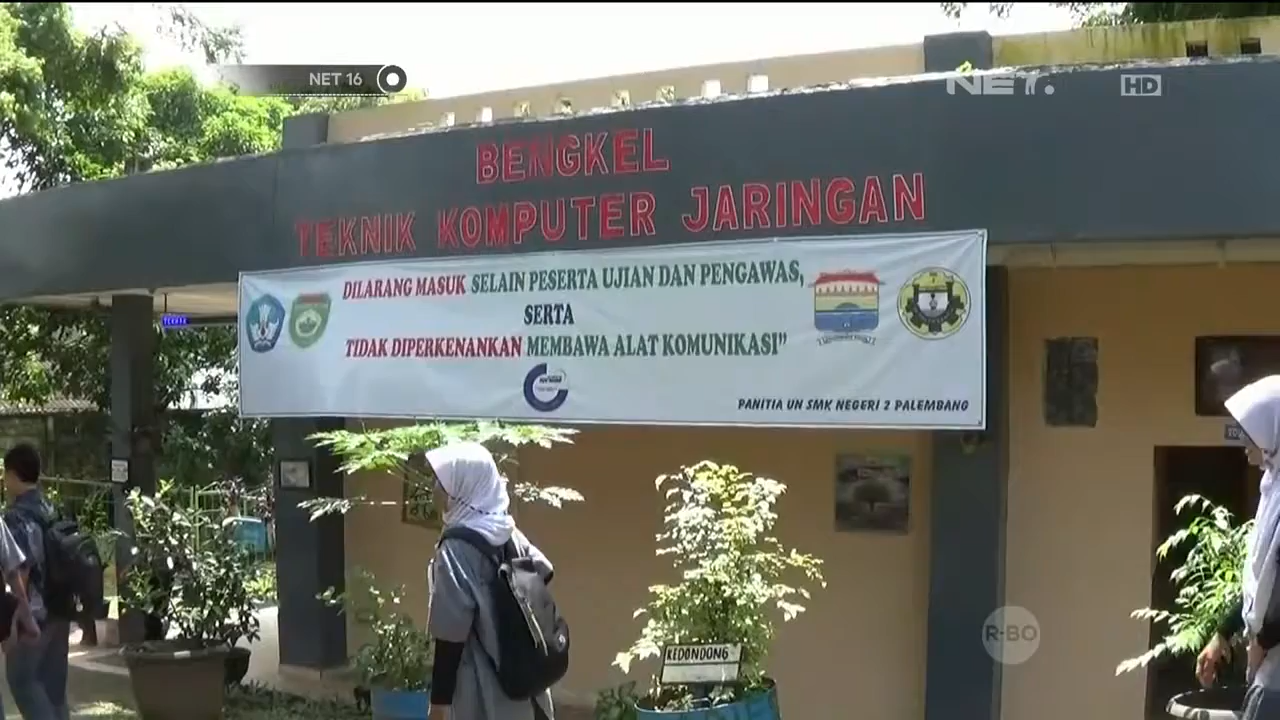 NET 16
NET.
HD
BENGKEL
TEKNIK KOMPUTER JARINGAN
DILARANG MASUK SELAIN PESERTA UJIAN DAN PENGAWAS,
SERTA
TIDAK DIPERKENANKAN MEMBAWA ALAT KOMUNIKASI”
PANITIA UN SMK NEGERI 2 PALEMBANG
KEDONDONG
R-BO